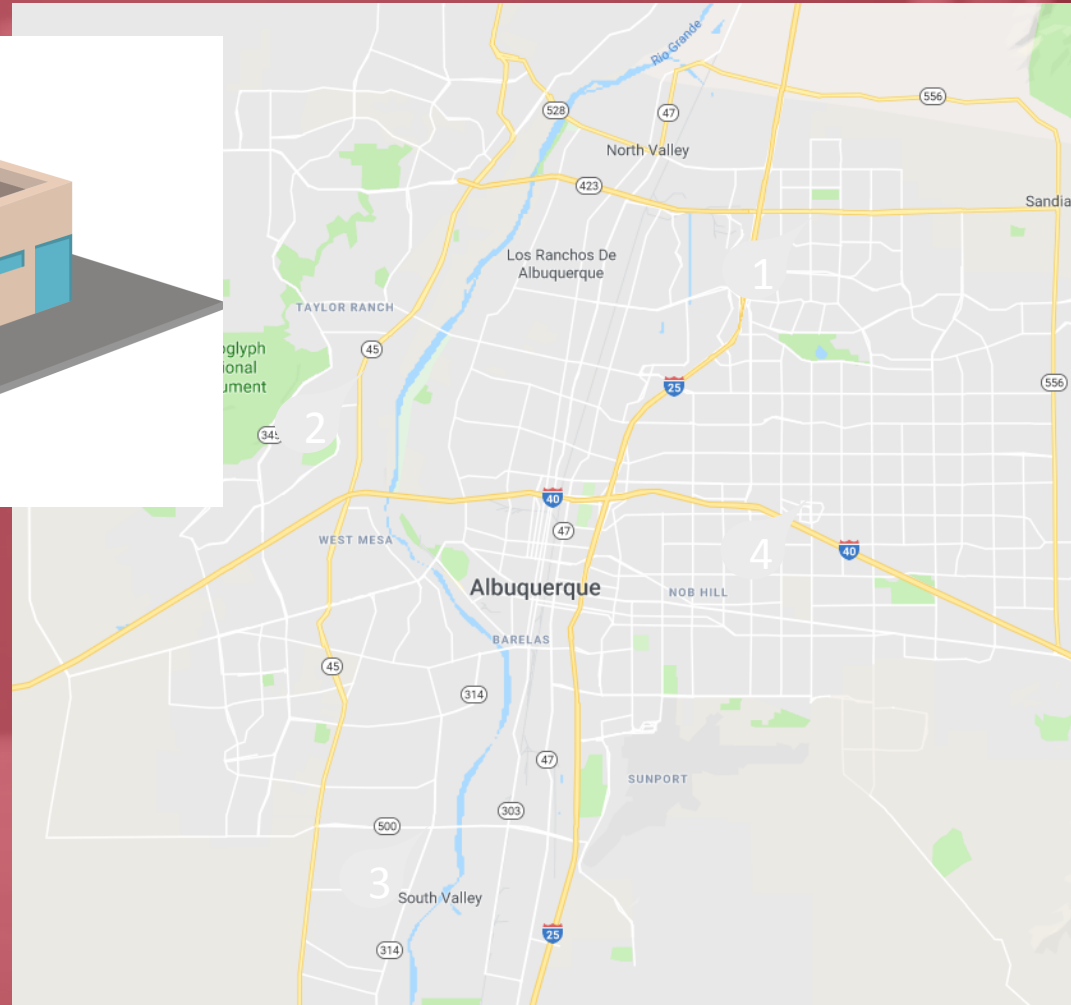 Rio Grande
556
528
47
North Valley
423
Sandia
1
Los Ranchos De
Albuquerque
TAYLOR RANCH
oglyph
ional
ument
45
25
556
2
345
40
47
WEST MESA
4
40
Albuquerque
NOB HILL
BARELAS
45
314
47
SUNPORT
303
500
3
South Valley
25
314